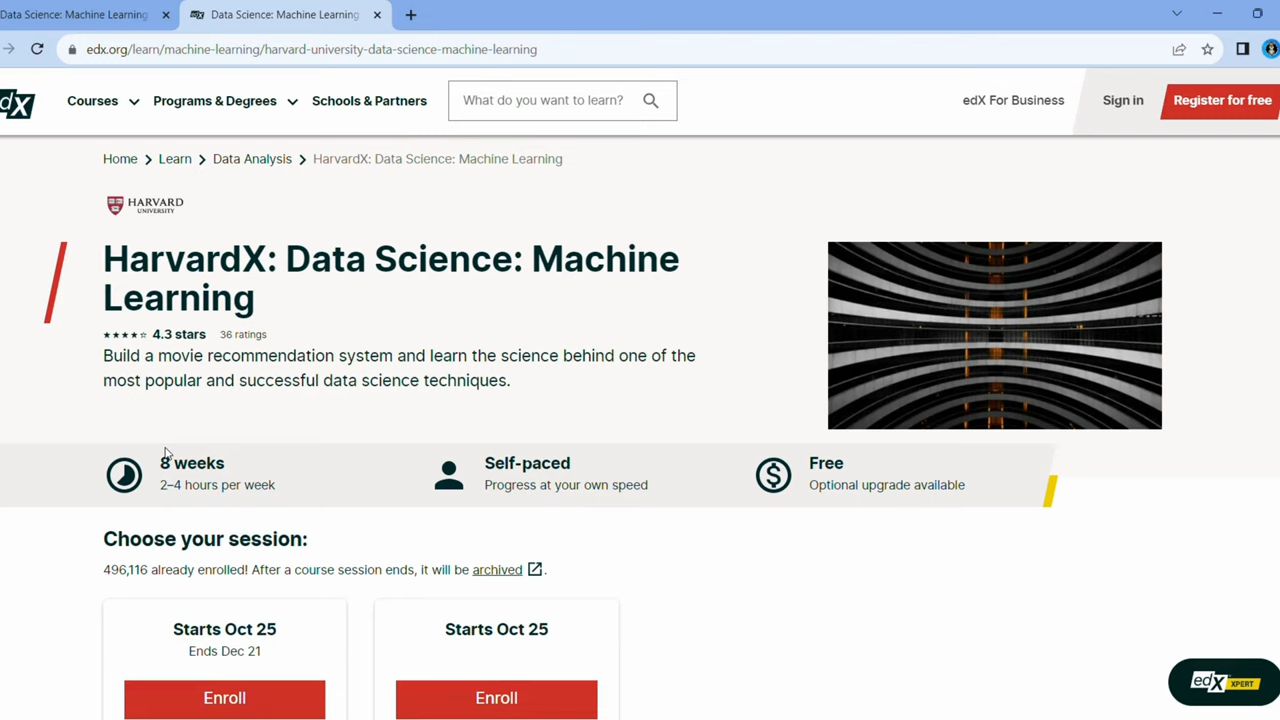 Data Science: Machine Learning
Data Science: Machine Learning
edx.org/learn/machine-learning/harvard-university-data-science-machine-learning
dX
Courses
Programs & Degrees
Schools & Partners
What do you want to learn?
edX For Business
Sign in
Register for free
Home
Learn
Data Analysis
HarvardX: Data Science: Machine Learning
HARVARD
UNIVERSITY
HarvardX: Data Science: Machine
Learning
4.3 stars 36 ratings
Build a movie recommendation system and learn the science behind one of the
most popular and successful data science techniques.
8 weeks
2–4 hours per week
Self-paced
Progress at your own speed
Free
Optional upgrade available
Choose your session:
496,116 already enrolled! After a course session ends, it will be archived.
Starts Oct 25
Ends Dec 21
Enroll
Starts Oct 25
Enroll
edX XPERT